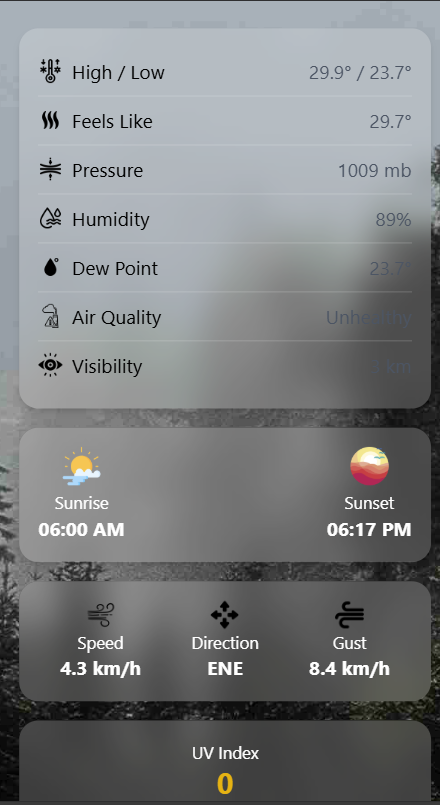 High / Low 29.9° / 23.7°
Feels Like 29.7°
Pressure 1009 mb
Humidity 89%
Dew Point 23.7°
Air Quality Unhealthy
Visibility km
Sunrise Sunset
06:00 AM 06:17 PM
Speed Direction Gust
4.3 km/h ENE 8.4 km/h
UV Index
0